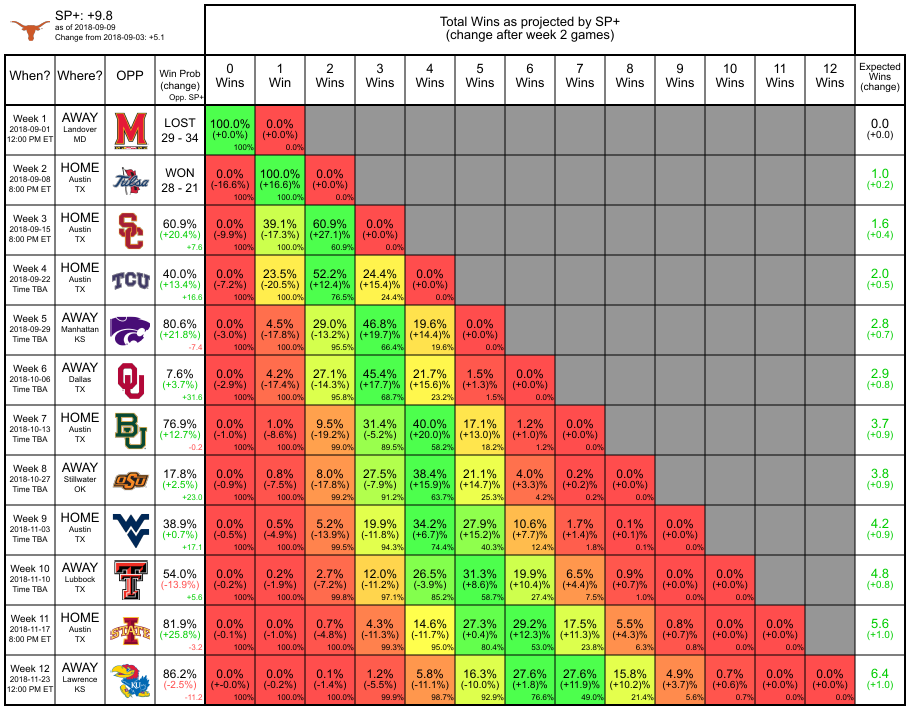 SP+: +9.8
as of 2018-09-09
Change from 2018-09-03: +5.1
Total Wins as projected by SP+
(change after week 2 games)
When? Where? OPP Win Prob (change) Opp. SP+ 0 Wins 1 Win 2 Wins 3 Wins 4 Wins 5 Wins 6 Wins 7 Wins 8 Wins 9 Wins 10 Wins 11 Wins 12 Wins Expected Wins (change)
Week 1 AWAY M LOST 100.0% 0.0% 0.0
2018-09-01 Landover 29 - 34 (+0.0%) (+0.0%) (+0.0)
12:00 PM ET MD 100% 0.0%
Week 2 HOME Tulsa WON 0.0% 100.0% 0.0% 1.0
2018-09-08 Austin 28 - 21 (-16.6%) (+16.6)% (+0.0%) (+0.2)
8:00 PM ET TX 100% 100.0% 0.0%
Week 3 HOME SC 60.9% 0.0% 39.1% 60.9% 0.0% 1.6
2018-09-15 Austin (+20.4%) (-9.9%) (-17.3%) (+27.1)% (+0.0%) (+0.4)
8:00 PM ET TX +7.6 100% 100.0% 60.9% 0.0%
Week 4 HOME TCU 40.0% 0.0% 23.5% 52.2% 24.4% 0.0% 2.0
2018-09-22 Austin (+13.4%) (-7.2%) (-20.5%) (+12.4)% (+15.4)% (+0.0%) (+0.5)
Time TBA TX +16.6 100% 100.0% 76.5% 24.4% 0.0%
Week 5 AWAY 80.6% 0.0% 4.5% 29.0% 46.8% 19.6% 0.0% 2.8
2018-09-29 Manhattan (+21.8%) (-3.0%) (-17.8%) (-13.2)% (+19.7)% (+14.4)% (+0.0%) (+0.7)
Time TBA KS -7.4 100% 100.0% 95.5% 66.4% 19.6% 0.0%
Week 6 AWAY OU 7.6% 0.0% 4.2% 27.1% 45.4% 21.7% 1.5% 0.0% 2.9
2018-10-06 Dallas (+3.7%) (-2.9%) (-17.4%) (-14.3)% (+17.7)% (+15.6)% (+1.3)% (+0.0%) (+0.8)
Time TBA TX +31.6 100% 100.0% 95.8% 68.7% 23.2% 1.5% 0.0%
Week 7 HOME BU 76.9% 0.0% 1.0% 9.5% 31.4% 40.0% 17.1% 1.2% 0.0% 3.7
2018-10-13 Austin (+12.7%) (-1.0%) (-8.6%) (-19.2)% (-5.2%) (+20.0)% (+13.0)% (+1.0)% (+0.0%) (+0.9)
Time TBA TX -0.2 100% 100.0% 99.0% 89.5% 58.2% 18.2% 1.2% 0.0%
Week 8 AWAY OSU 17.8% 0.0% 0.8% 8.0% 27.5% 38.4% 21.1% 4.0% 0.2% 0.0% 3.8
2018-10-27 Stillwater (+2.5%) (-0.9%) (-7.5%) (-17.8%) (-7.9%) (+15.9)% (+14.7)% (+3.3)% (+0.2)% (+0.0%) (+0.9)
Time TBA OK +23.0 100% 100.0% 99.2% 91.2% 63.7% 25.3% 4.2% 0.2% 0.0%
Week 9 HOME WV 38.9% 0.0% 0.5% 5.2% 19.9% 34.2% 27.9% 10.6% 1.7% 0.1% 0.0% 4.2
2018-11-03 Austin (+0.7%) (-0.5%) (-4.9%) (-13.9%) (-11.8%) (+6.7)% (+15.2)% (+7.7)% (+1.4)% (+0.1)% (+0.0%) (+0.9)
Time TBA TX +17.1 100% 100.0% 99.5% 94.3% 74.4% 40.3% 12.4% 1.8% 0.1% 0.0%
Week 10 AWAY T 54.0% 0.0% 0.2% 2.7% 12.0% 26.5% 31.3% 19.9% 6.5% 0.9% 0.0% 0.0% 4.8
2018-11-10 Lubbock (-13.9%) (-0.2%) (-1.9%) (-7.2%) (-11.2%) (-3.9%) (+8.6)% (+10.4)% (+4.4)% (+0.7)% (+0.0)% (+0.0%) (+0.8)
Time TBA TX +5.6 100% 100.0% 99.8% 97.1% 85.2% 58.7% 27.4% 7.5% 1.0% 0.0% 0.0%
Week 11 HOME I STATE 81.9% 0.0% 0.0% 0.7% 4.3% 14.6% 27.3% 29.2% 17.5% 5.5% 0.8% 0.0% 0.0% 5.6
2018-11-17 Austin (+25.8%) (-0.1%) (-1.0%) (-4.8%) (-11.3%) (-11.7%) (+0.4)% (+12.3)% (+11.3)% (+4.3)% (+0.7)% (+0.0)% (+0.0%) (+1.0)
8:00 PM ET TX -3.2 100% 100.0% 100.0% 99.3% 95.0% 80.4% 53.0% 23.8% 6.3% 0.8% 0.0% 0.0%
Week 12 AWAY KU 86.2% 0.0% 0.0% 0.1% 1.2% 5.8% 16.3% 27.6% 27.6% 15.8% 4.9% 0.7% 0.0% 0.0% 6.4
2018-11-23 Lawrence (-2.5%) (+-0.0%) (-0.2%) (-1.4%) (-5.5%) (-11.1%) (-10.0%) (+1.8)% (+11.9)% (+10.2)% (+3.7)% (+0.6)% (+0.0)% (+0.0%) (+1.0)
12:00 PM ET KS -11.2 100% 100.0% 100.0% 99.9% 98.7% 92.9% 76.6% 49.0% 21.4% 5.6% 0.7% 0.0% 0.0%